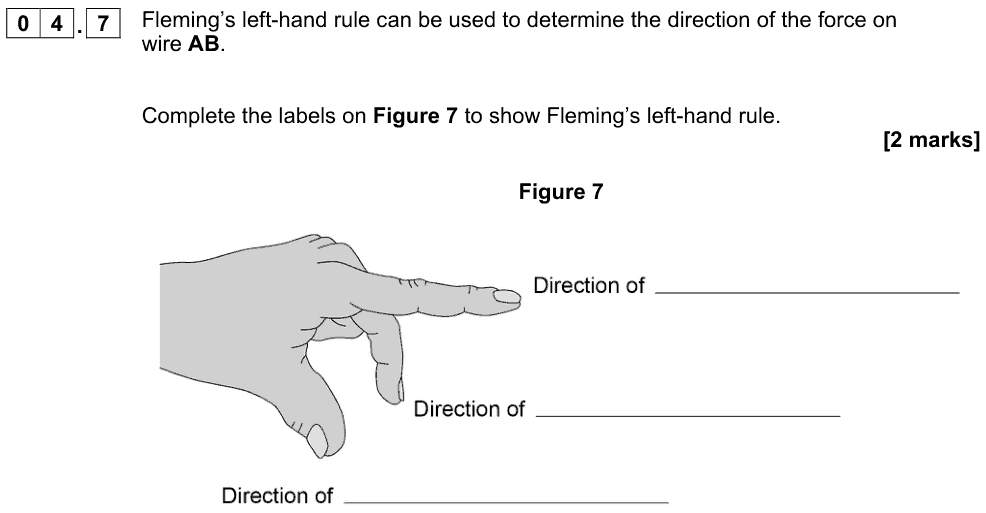 0 4 . 7 Fleming's left-hand rule can be used to determine the direction of the force on
wire AB.
Complete the labels on Figure 7 to show Fleming's left-hand rule.
[2 marks]
Figure 7
Direction of
Direction of
Direction of